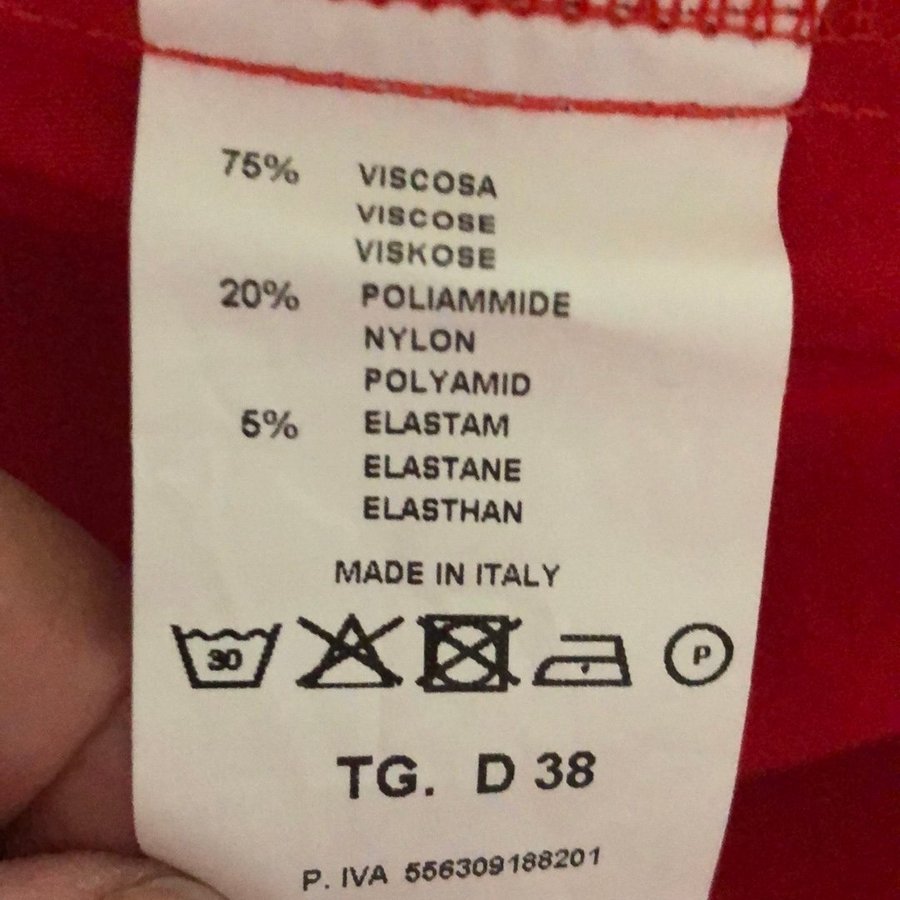 75% VISCOSA
VISCOSE
VISKOSE
20% POLIAMMIDE
NYLON
POLYAMID
5% ELASTAM
ELASTANE
ELASTHAN
MADE IN ITALY
30 P
TG. D 38
P. IVA 556309188201